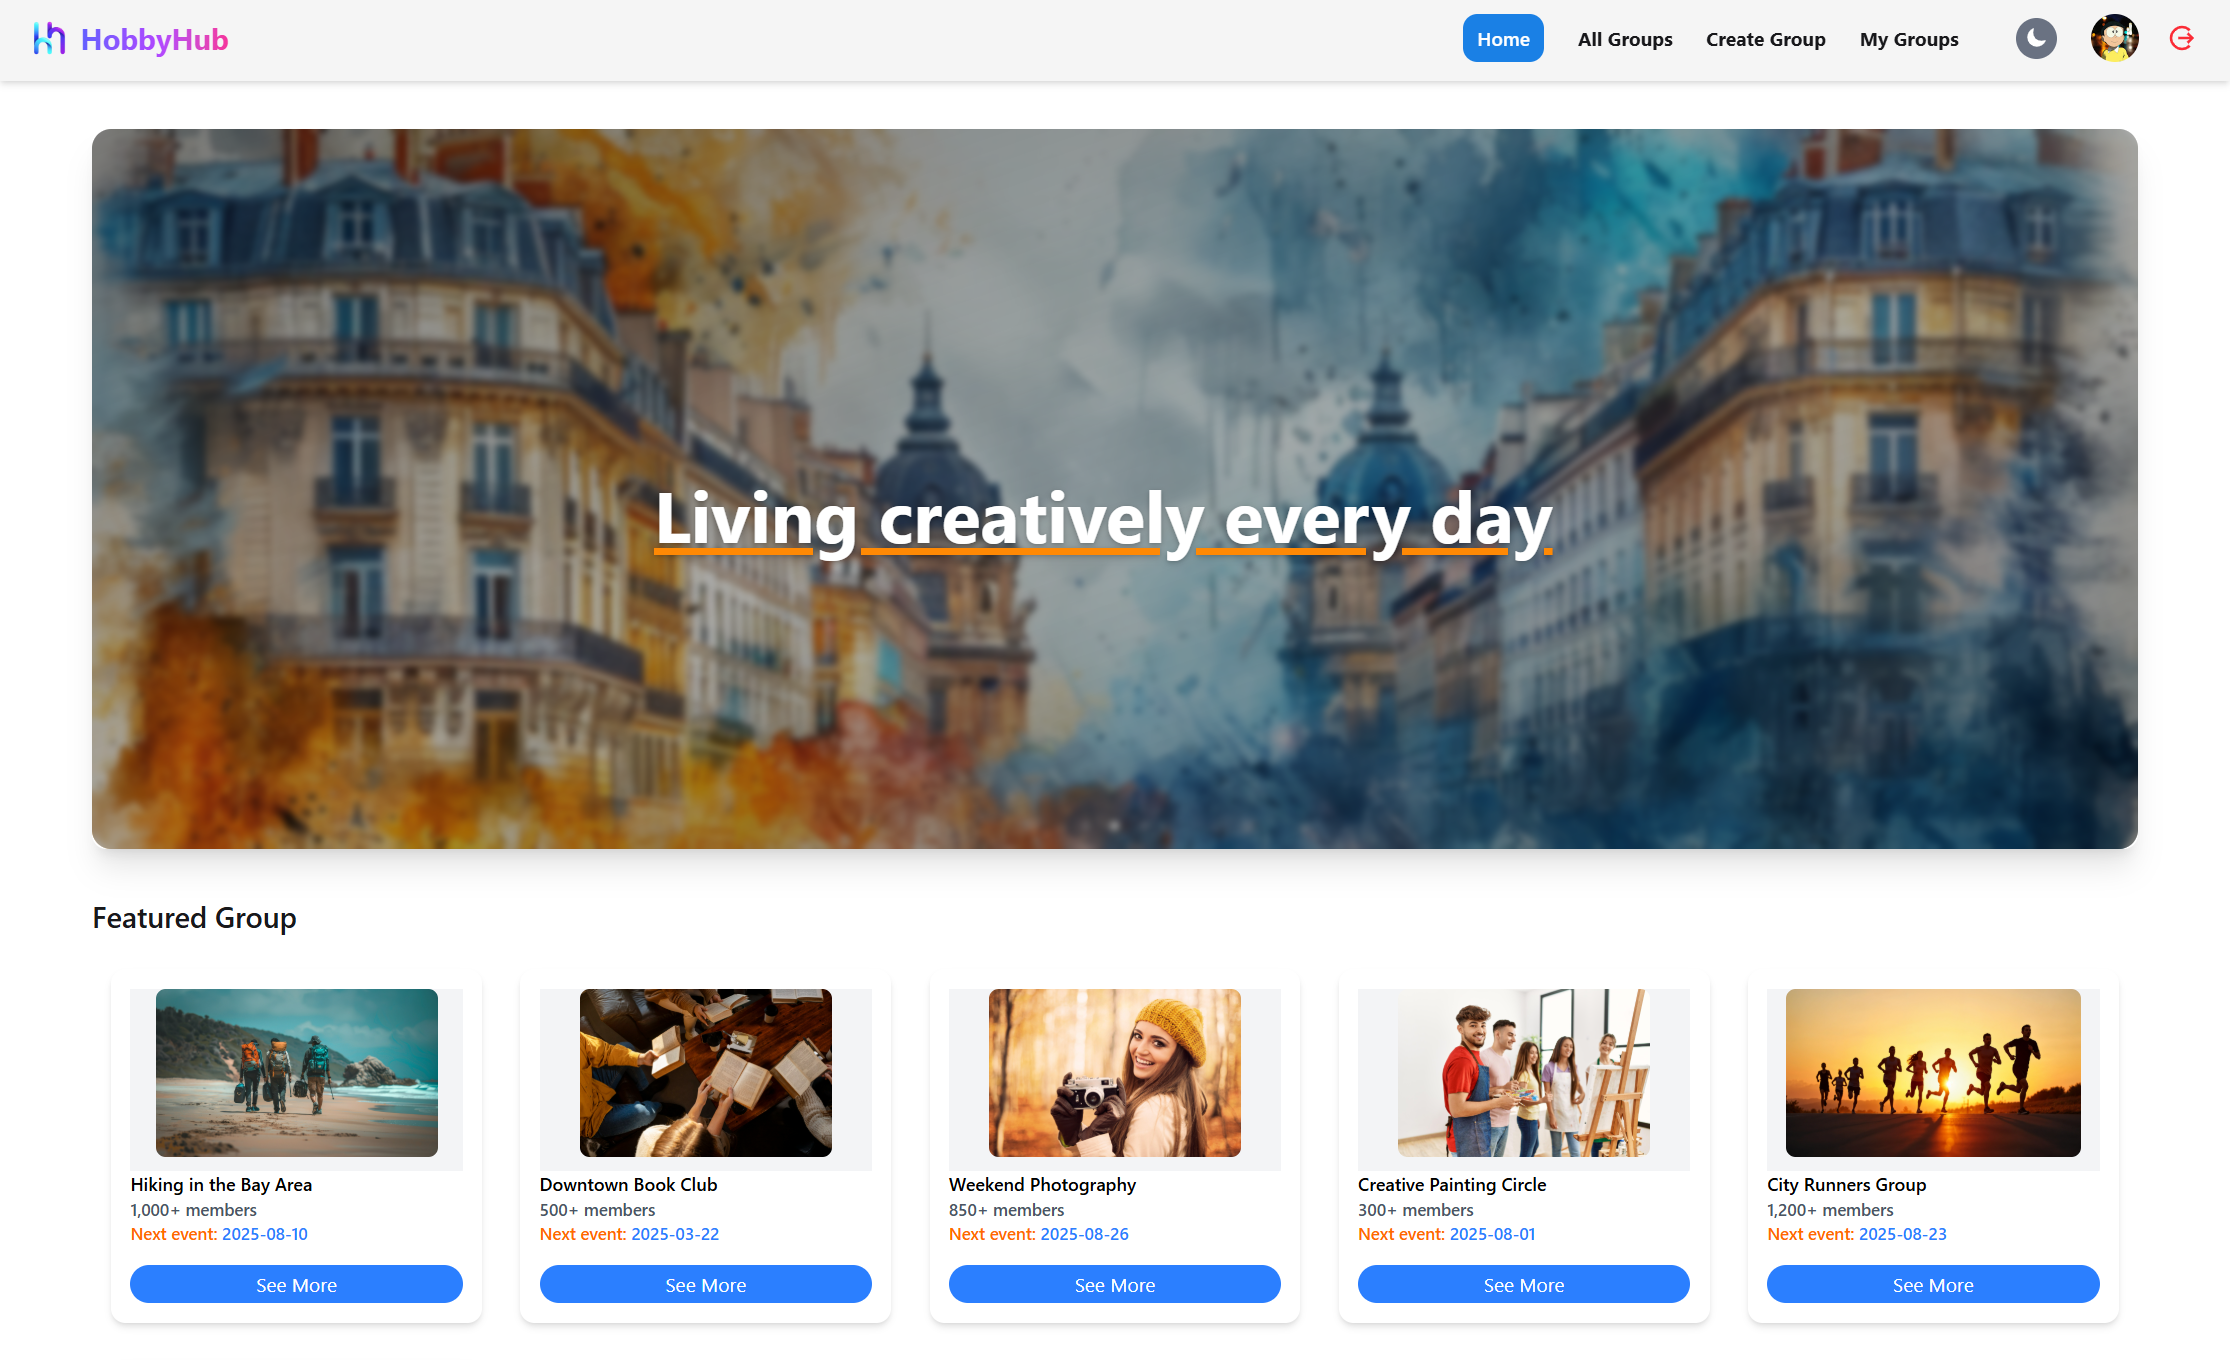 HobbyHub
Home
All Groups
Create Group
My Groups
Living creatively every day
Featured Group
Hiking in the Bay Area
1,000+ members
Next event: 2025-08-10
See More
Downtown Book Club
500+ members
Next event: 2025-03-22
See More
Weekend Photography
850+ members
Next event: 2025-08-26
See More
Creative Painting Circle
300+ members
Next event: 2025-08-01
See More
City Runners Group
1,200+ members
Next event: 2025-08-23
See More